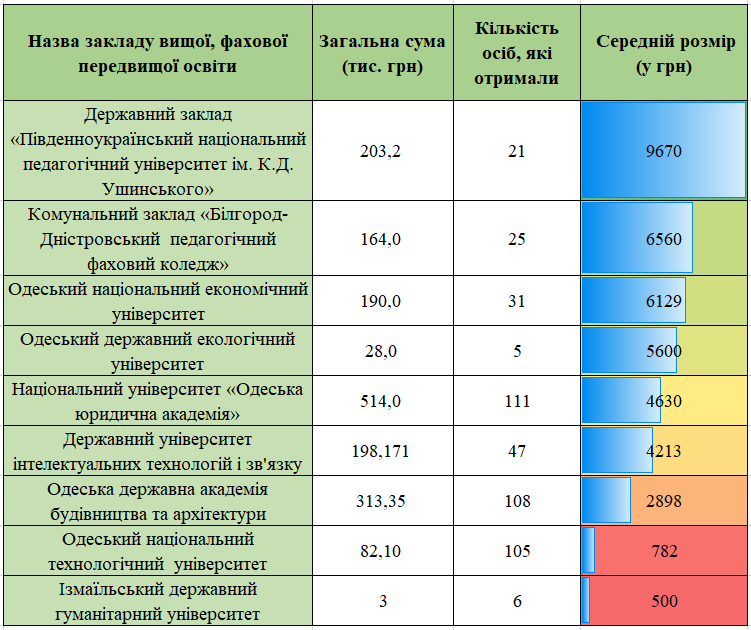 Назва закладу вищої, фахової
передвищої освіти
Загальна сума
(тис. грн)
Кількість
осіб, які
отримали
Середній розмір
(у грн)
Державний заклад
«Південноукраїнський національний
педагогічний університет ім. К.Д.
Ушинського»
203,2
21
9670
Комунальний заклад «Білгород-
Дністровський педагогічний
фаховий коледж»
164,0
25
6560
Одеський національний економічний
університет
190,0
31
6129
Одеський державний екологічний
університет
28,0
5
5600
Національний університет «Одеська
юридична академія»
514,0
111
4630
Державний університет
інтелектуальних технологій і зв'язку
198,171
47
4213
Одеська державна академія
будівництва та архітектури
313,35
108
2898
Одеський національний
технологічний університет
82,10
105
782
Ізмаїльський державний
гуманітарний університет
3
6
500